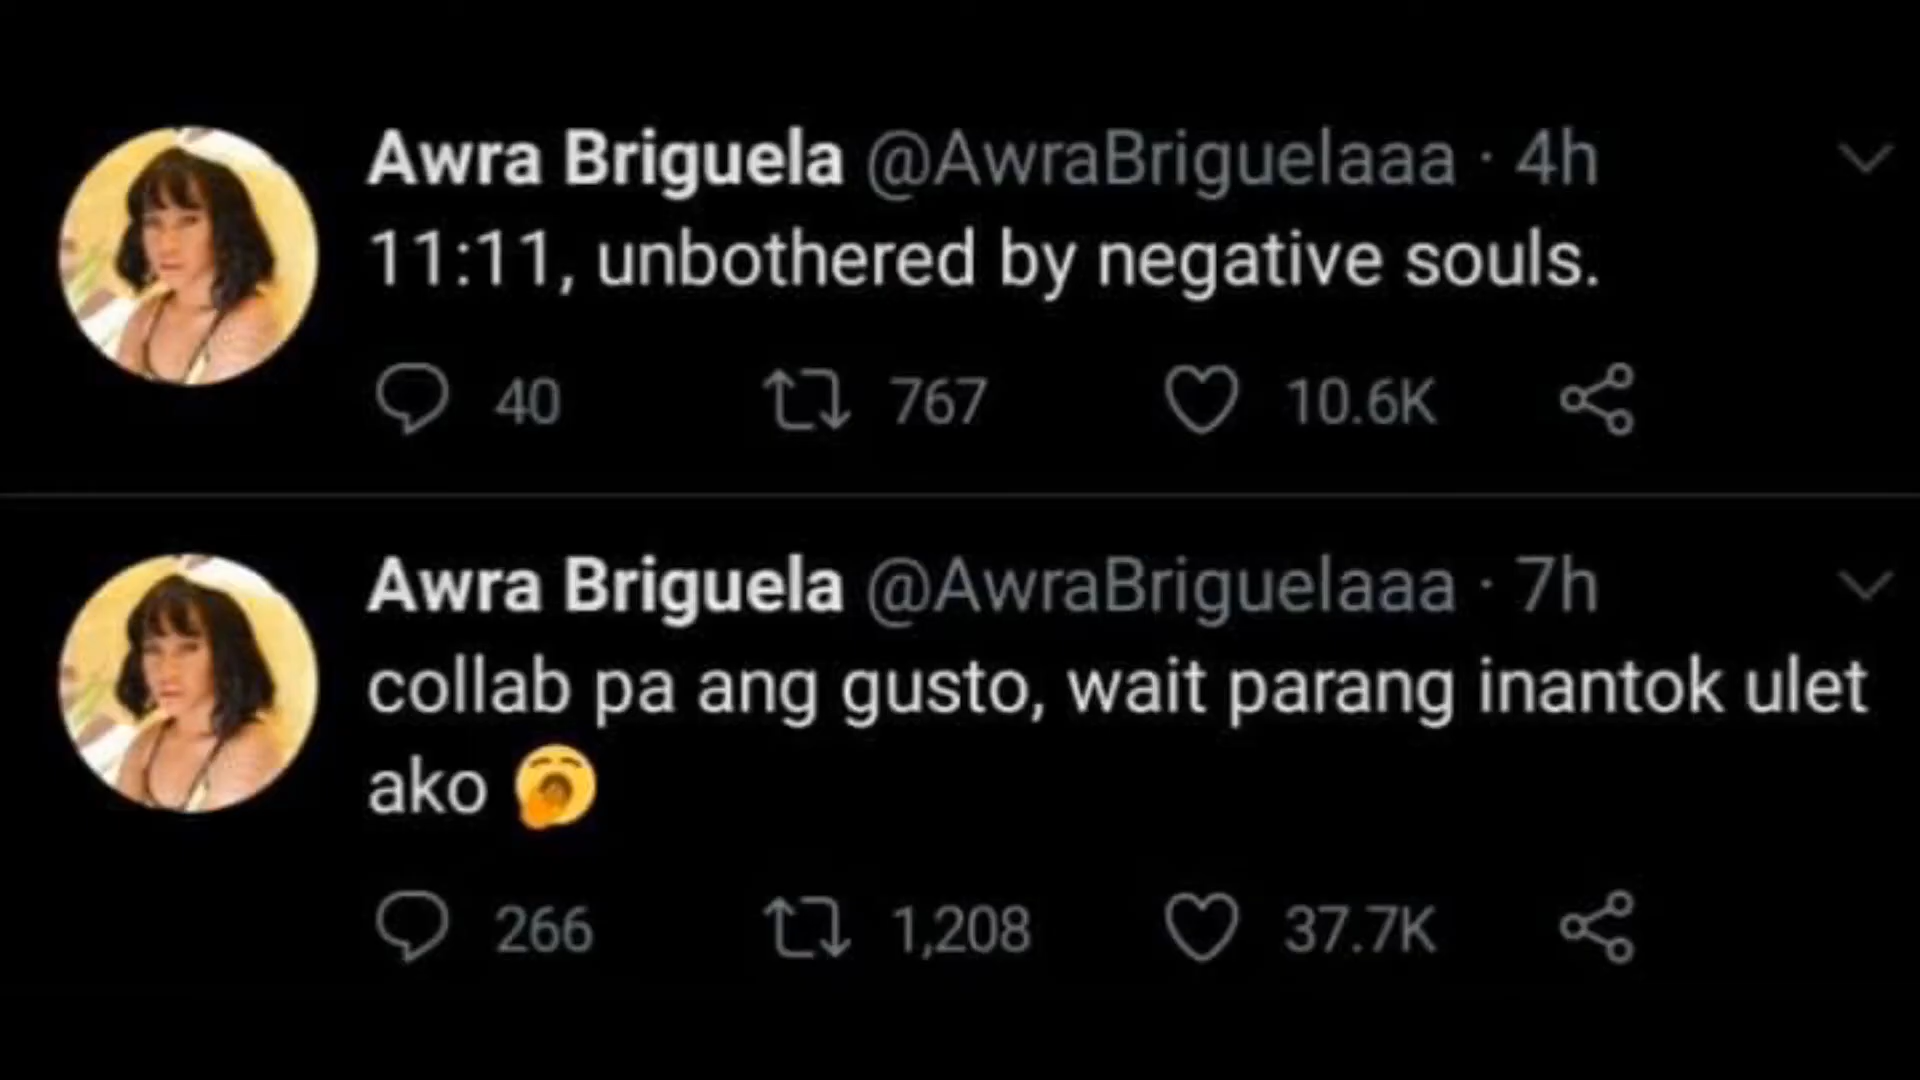 Awra Briguela @AwraBriguelaaa · 4h
11:11, unbothered by negative souls.
40 767 10.6K
Awra Briguela @AwraBriguelaaa · 7h
collab pa ang gusto, wait parang inantok ulet
ako 🥱
266 1,208 37.7K